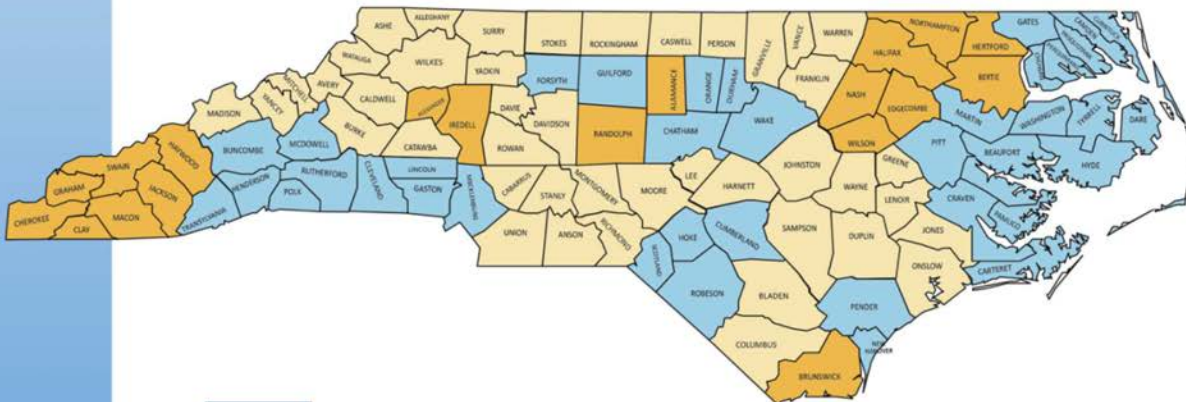 ASHE
ALLEGHANY
SURRY
STOKES
ROCKINGHAM
CASWELL
PERSON
GRANVILLE
VANCE
WARREN
NORTHAMPTON
GATES
CAMDEN
CURRITUCK
HERTFORD
HALIFAX
WATAUGA
WILKES
YADKIN
FORSYTH
GUILFORD
ALAMANCE
ORANGE
DURHAM
FRANKLIN
NASH
BERTIE
MITCHELL
AVERY
CALDWELL
ALEXANDER
IREDELL
DAVIE
DAVIDSON
RANDOLPH
CHATHAM
WAKE
EDGECOMBE
MARTIN
WASHINGTON
TYRRELL
DARE
MADISON
YANCEY
BURKE
CATAWBA
ROWAN
WILSON
PITT
BEAUFORT
HYDE
BUNCOMBE
MCDOWELL
HAYWOOD
SWAIN
GRAHAM
JACKSON
CHEROKEE
MACON
CLAY
TRANSYLVANIA
HENDERSON
POLK
RUTHERFORD
CLEVELAND
LINCOLN
GASTON
MECKLENBURG
CABARRUS
STANLY
MONTGOMERY
MOORE
LEE
HARNETT
JOHNSTON
WAYNE
GREENE
LENOIR
CRAVEN
PAMLICO
JONES
UNION
ANSON
RICHMOND
SCOTLAND
HOKE
CUMBERLAND
SAMPSON
DUPLIN
ONSLOW
CARTERET
ROBESON
BLADEN
PENDER
NEW
HANOVER
COLUMBUS
BRUNSWICK